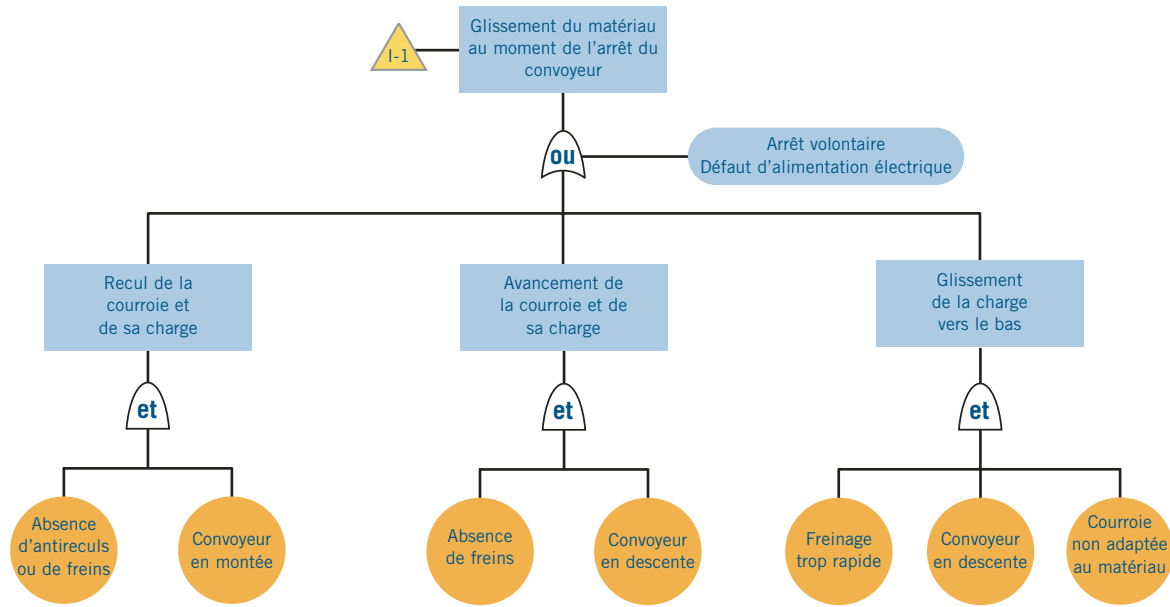 I-1
Glissement du matériau
au moment de l'arrêt du
convoyeur
ou
Arrêt volontaire
Défaut d'alimentation électrique
Recul de la
courroie et
de sa charge
Avancement de
la courroie et de
sa charge
Glissement
de la charge
vers le bas
et
et
et
Absence
d'antireculs
ou de freins
Convoyeur
en montée
Absence
de freins
Convoyeur
en descente
Freinage
trop rapide
Convoyeur
en descente
Courroie
non adaptée
au matériau